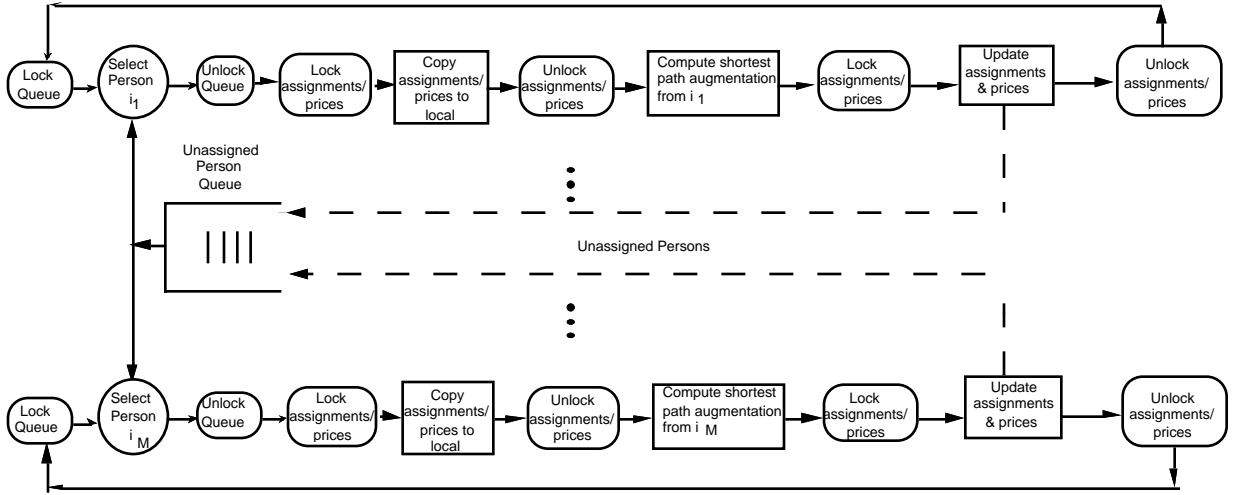 Lock
Queue
Select
Person
i 1
Unlock
Queue
Lock
assignments/
prices
Copy
assignments/
prices to
local
Unlock
assignments/
prices
Compute shortest
path augmentation
from i 1
Lock
assignments/
prices
Update
assignments
& prices
Unlock
assignments/
prices
Unassigned
Person
Queue
Unassigned Persons
Lock
Queue
Select
Person
i M
Unlock
Queue
Lock
assignments/
prices
Copy
assignments/
prices to
local
Unlock
assignments/
prices
Compute shortest
path augmentation
from i M
Lock
assignments/
prices
Update
assignments
& prices
Unlock
assignments/
prices